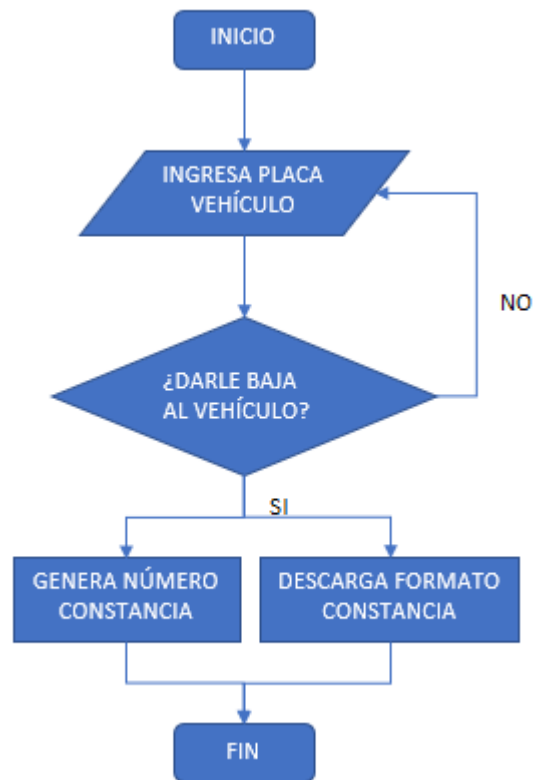 INICIO
INGRESA PLACA
VEHÍCULO
NO
¿DARLE BAJA
AL VEHÍCULO?
SI
GENERA NÚMERO
CONSTANCIA
DESCARGA FORMATO
CONSTANCIA
FIN